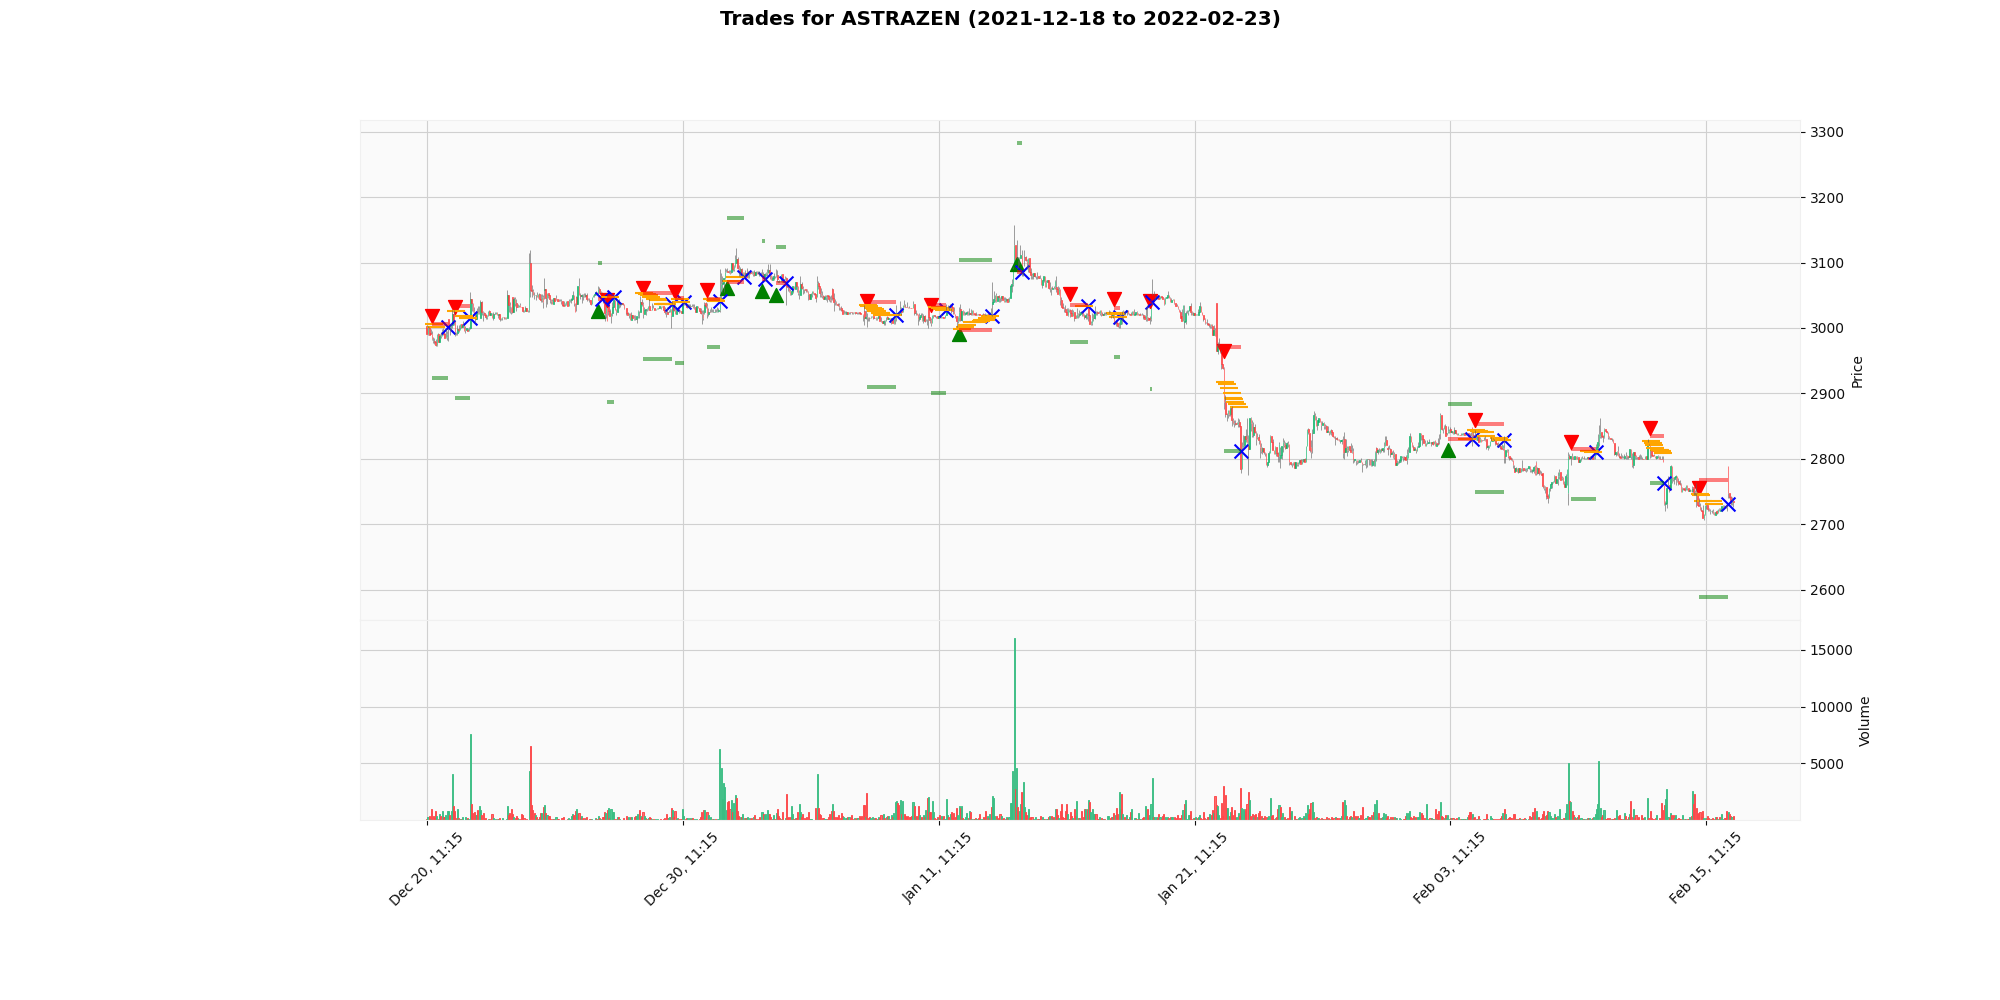 Trades for ASTRAZEN (2021-12-18 to 2022-02-23)
3300
3200
3100
3000
2900
2800
2700
2600
Price
15000
10000
5000
Volume
Dec 20, 11:15
Dec 30, 11:15
Jan 11, 11:15
Jan 21, 11:15
Feb 03, 11:15
Feb 15, 11:15